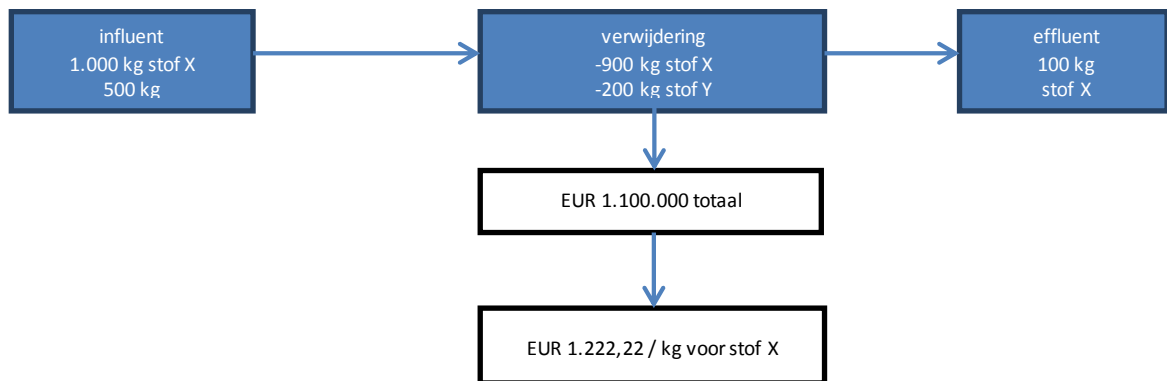 influent
1.000 kg stof X
500 kg
verwijdering
-900 kg stof X
-200 kg stof Y
effluent
100 kg
stof X
EUR 1.100.000 totaal
EUR 1.222,22 / kg voor stof X